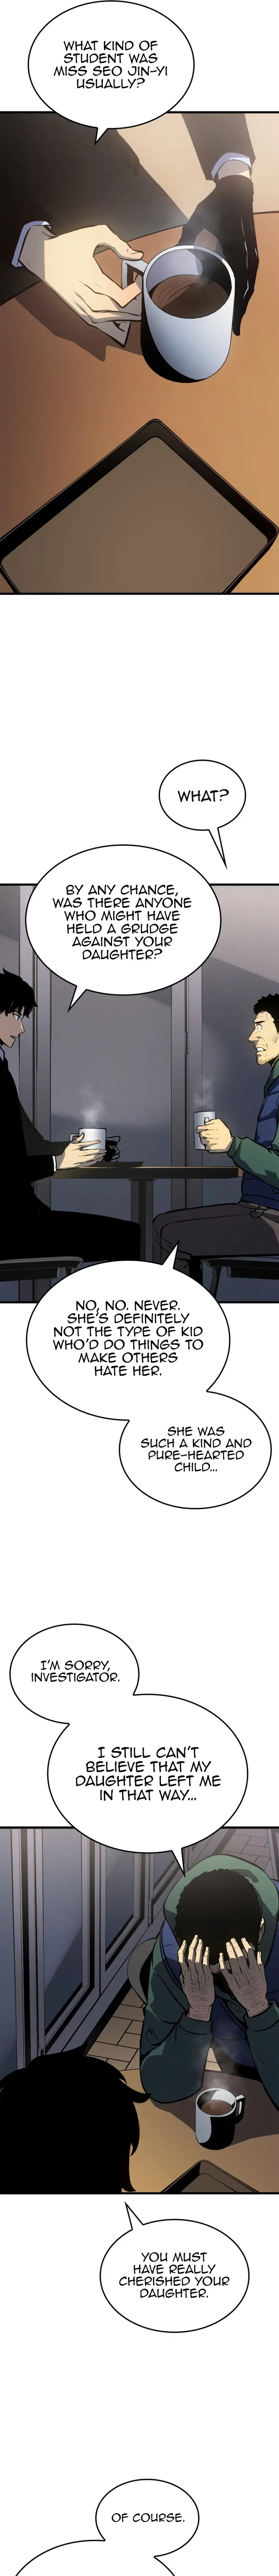 WHAT KIND OF
STUDENT WAS
MISS SEO JIN-YI
USUALLY?
WHAT?
BY ANY CHANCE,
WAS THERE ANYONE
WHO MIGHT HAVE
HELD A GRUDGE
AGAINST YOUR
DAUGHTER?
NO, NO. NEVER.
SHE'S DEFINITELY
NOT THE TYPE OF KID
WHO'D DO THINGS TO
MAKE OTHERS
HATE HER.
SHE WAS
SUCH A KIND AND
PURE-HEARTED
CHILD...
I'M SORRY,
INVESTIGATOR.
I STILL CAN'T
BELIEVE THAT MY
DAUGHTER LEFT ME
IN THAT WAY...
YOU MUST
HAVE REALLY
CHERISHED YOUR
DAUGHTER.
OF COURSE.